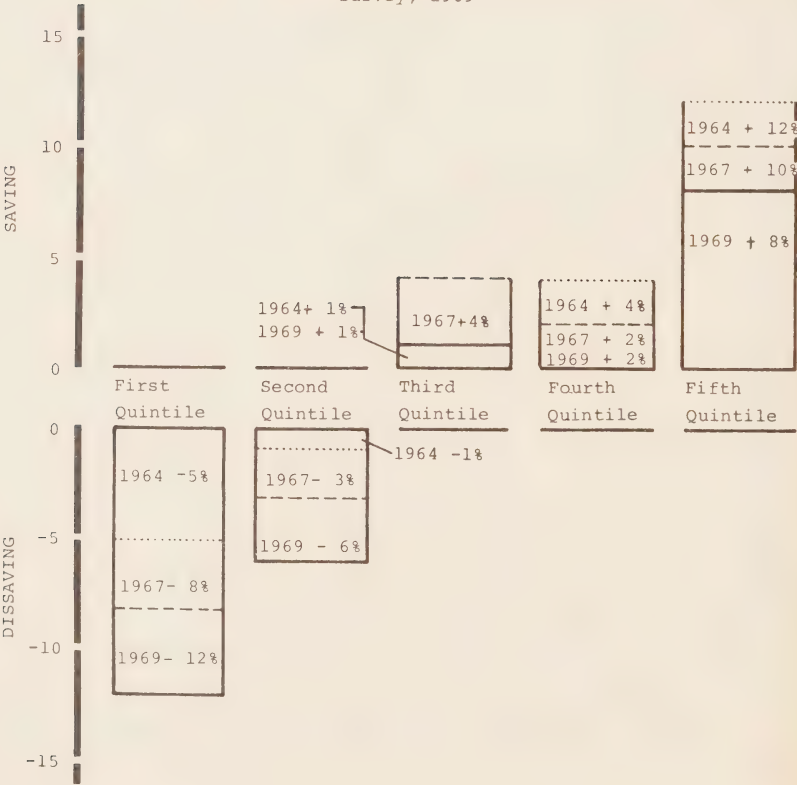 Survey, 1969
15
10
5
0
SAVING
1964 + 12%
1967 + 10%
1969 + 8%
1964+ 1%
1969 + 1%
1967+4%
1964 + 4%
1967 + 2%
1969 + 2%
First Quintile
Second Quintile
Third Quintile
Fourth Quintile
Fifth Quintile
0
-5
-10
-15
DISSAVING
1964 -5%
1967- 8%
1969- 12%
1964 -1%
1967- 3%
1969 - 6%